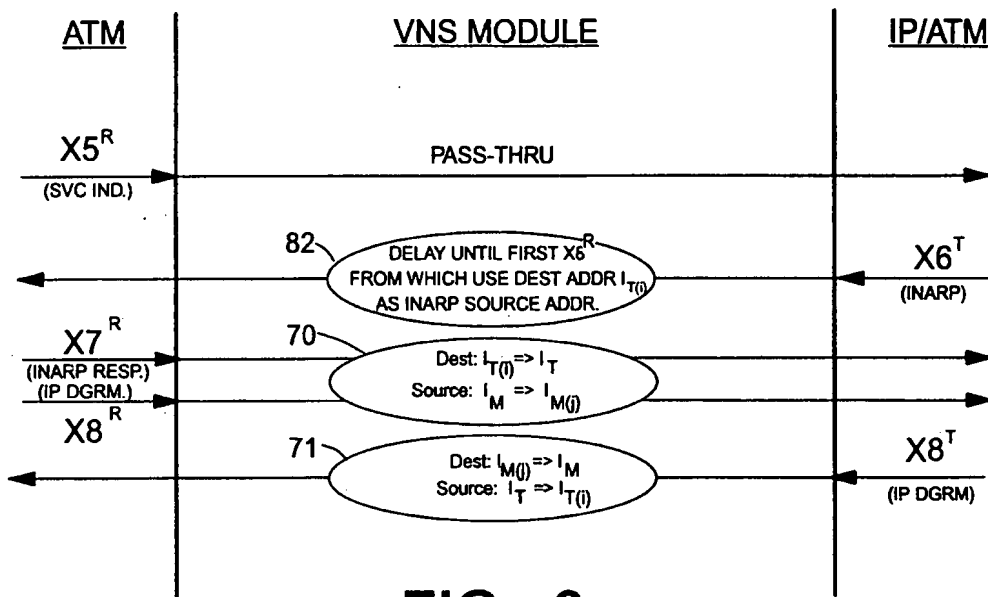 ATM VNS MODULE IP/ATM
X5^R
(SVC IND.)
PASS-THRU
82
DELAY UNTIL FIRST X6^R
FROM WHICH USE DEST ADDR I_T(i)
AS INARP SOURCE ADDR.
X6^T
(INARP)
X7^R
(INARP RESP.)
(IP DGRM.)
X8^R
70
Dest: I_T(i) => I_T
Source: I_M => I_M(j)
71
Dest: I_M(j) => I_M
Source: I_T => I_T(i)
X8^T
(IP DGRM)